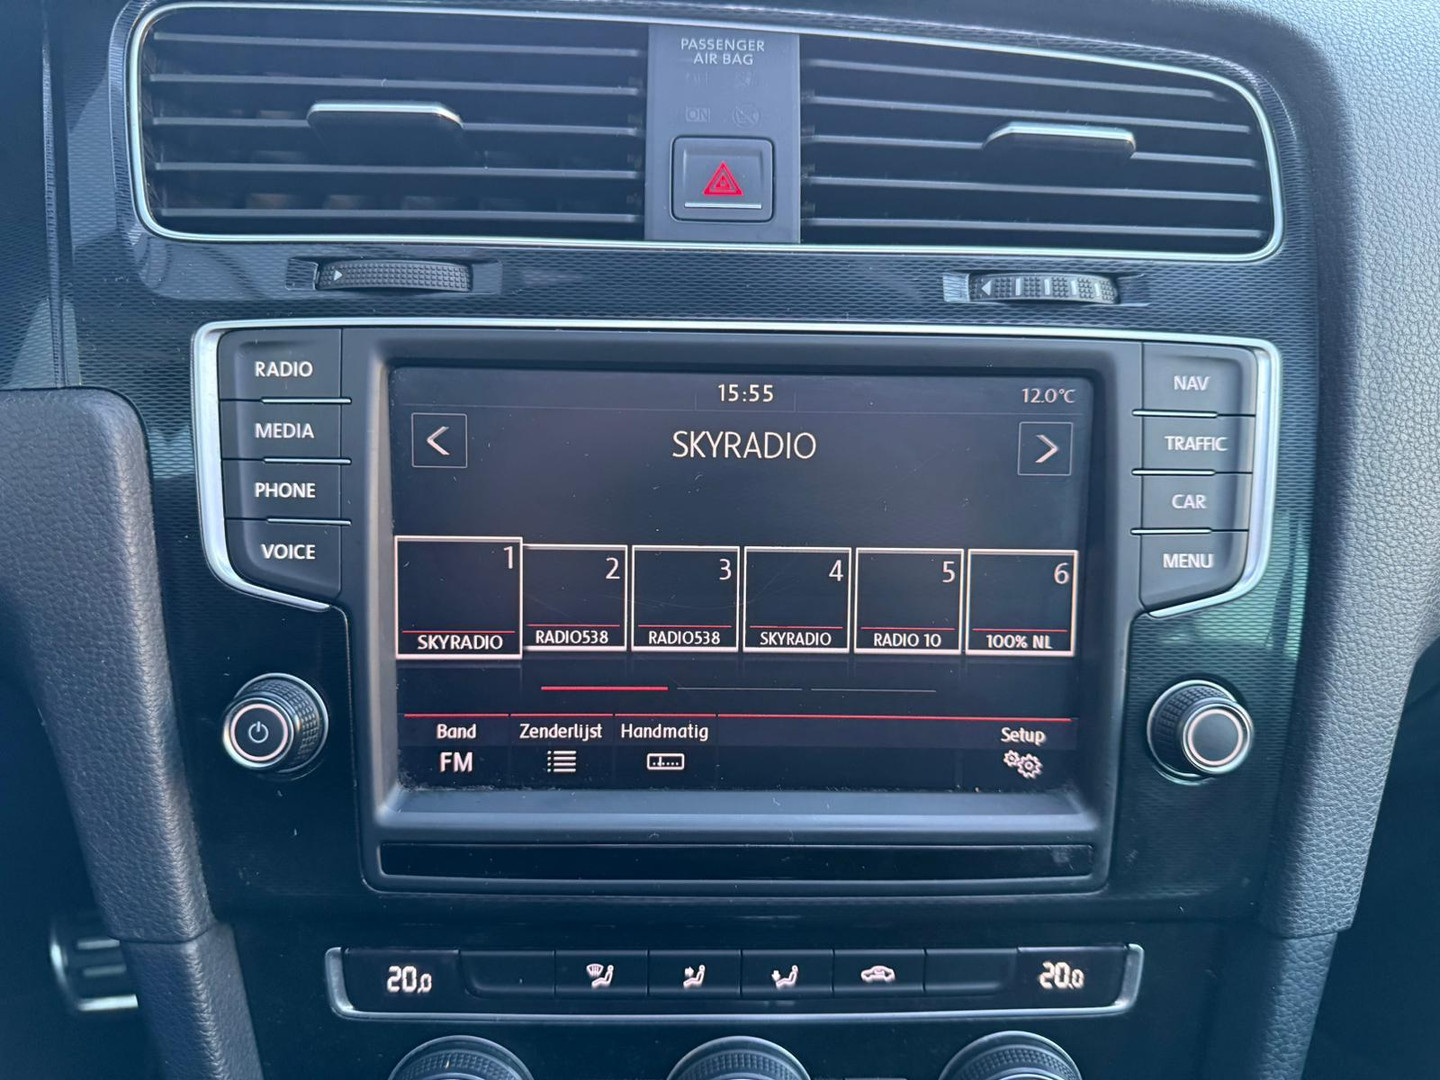 PASSENGER
AIR BAG
ON
15:55
12.0°C
SKYRADIO
RADIO
MEDIA
PHONE
VOICE
NAV
TRAFFIC
CAR
MENU
1
2
3
4
5
6
SKYRADIO
RADIO538
RADIO538
SKYRADIO
RADIO 10
100% NL
Band
Zenderlijst
Handmatig
Setup
FM
20.0
20.0